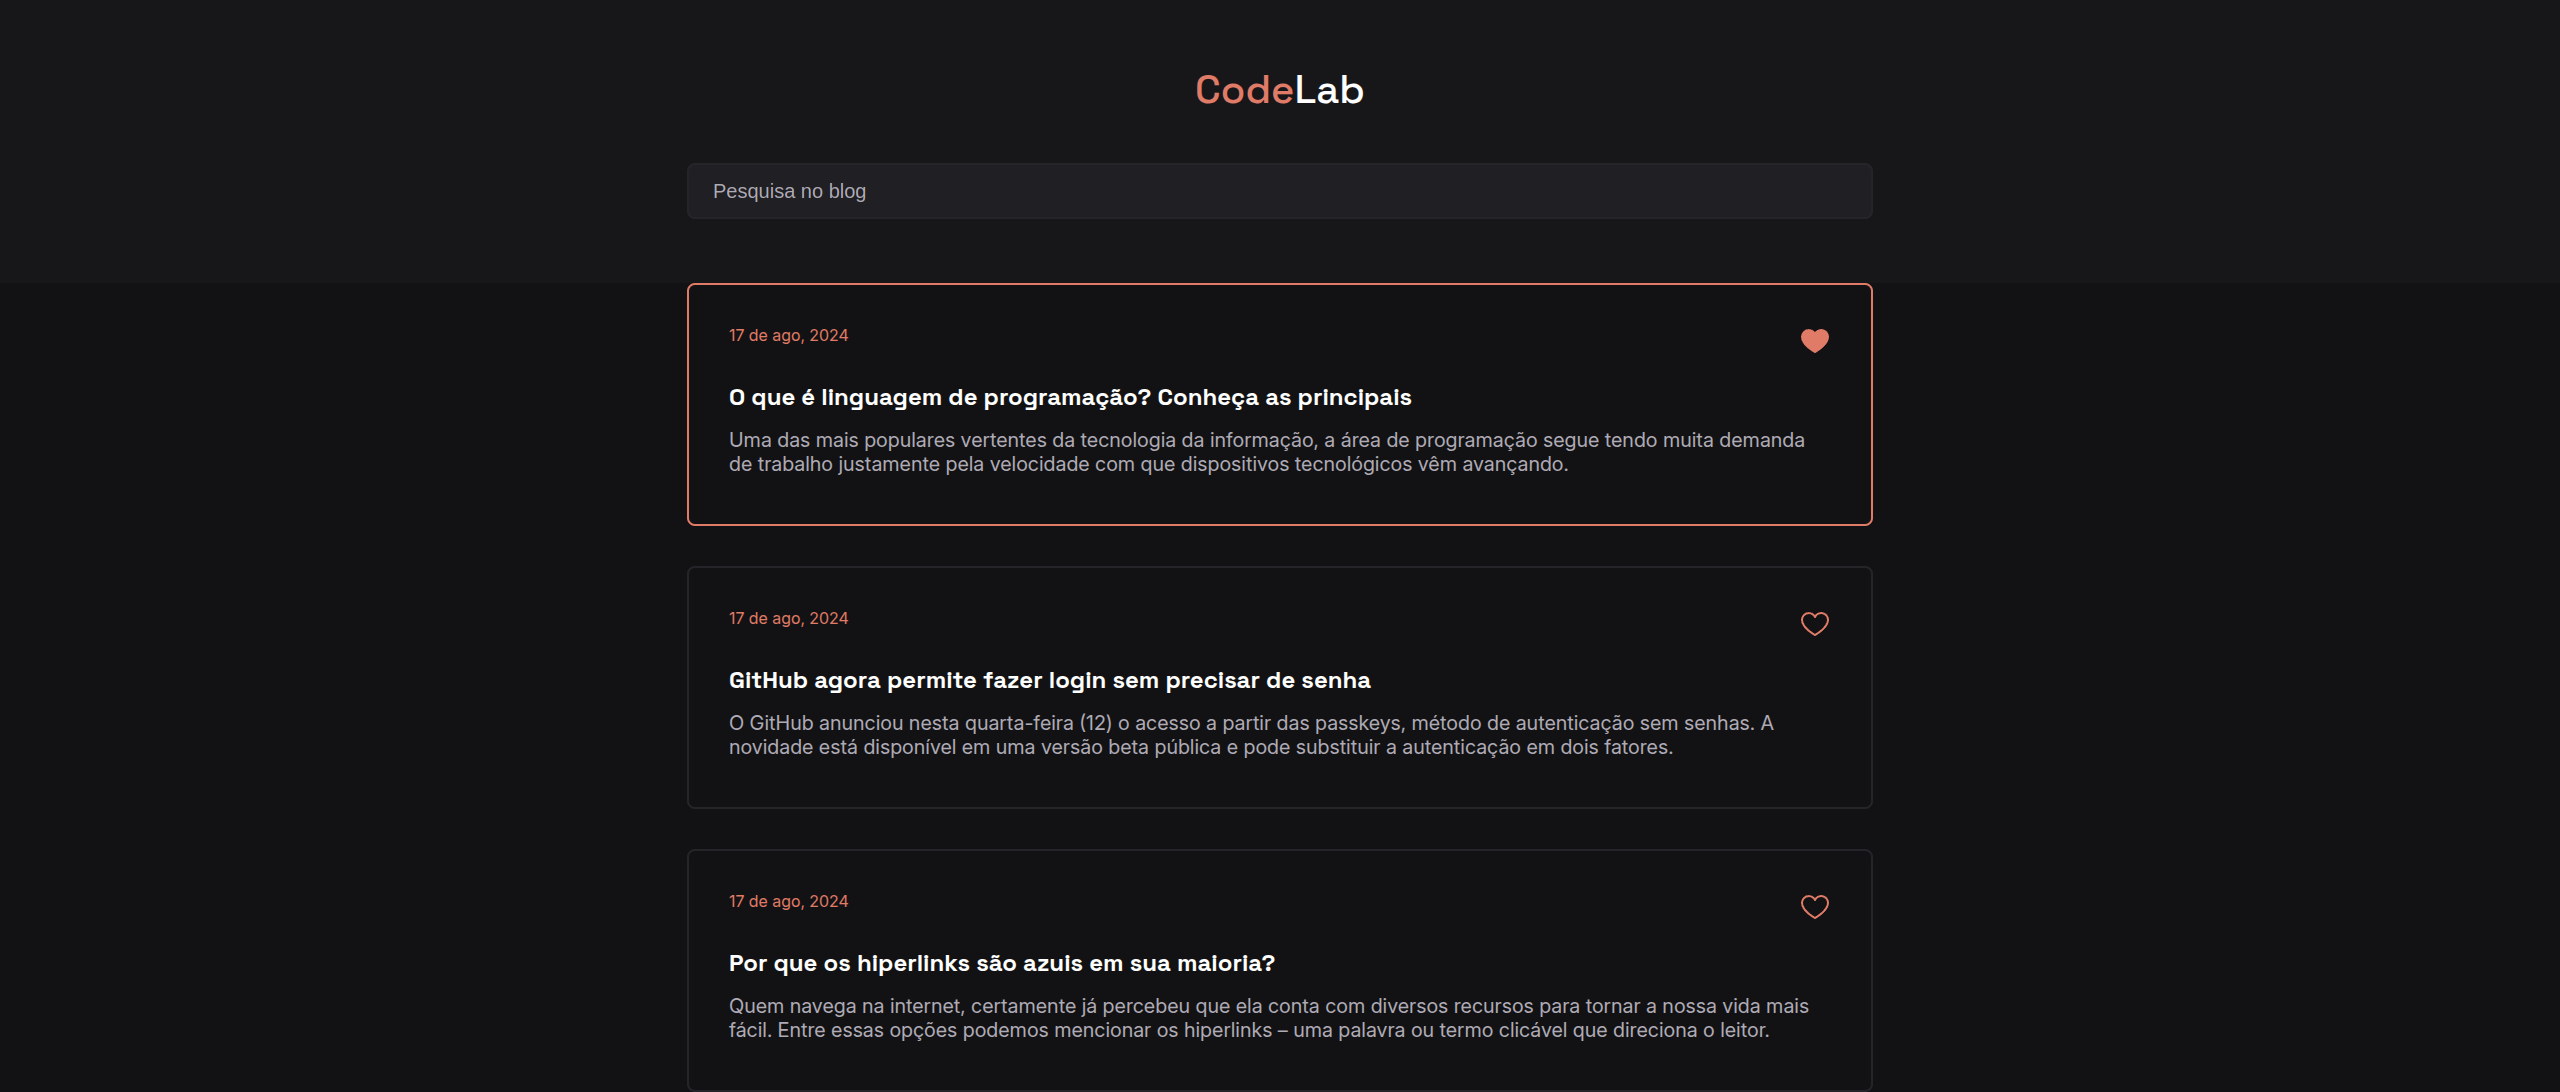 CodeLab
Pesquisa no blog
17 de ago, 2024
O que é linguagem de programação? Conheça as principais
Uma das mais populares vertentes da tecnologia da informação, a área de programação segue tendo muita demanda
de trabalho justamente pela velocidade com que dispositivos tecnológicos vêm avançando.
17 de ago, 2024
GitHub agora permite fazer login sem precisar de senha
O GitHub anunciou nesta quarta-feira (12) o acesso a partir das passkeys, método de autenticação sem senhas. A
novidade está disponível em uma versão beta pública e pode substituir a autenticação em dois fatores.
17 de ago, 2024
Por que os hiperlinks são azuis em sua maioria?
Quem navega na internet, certamente já percebeu que ela conta com diversos recursos para tornar a nossa vida mais
fácil. Entre essas opções podemos mencionar os hiperlinks – uma palavra ou termo clicável que direciona o leitor.